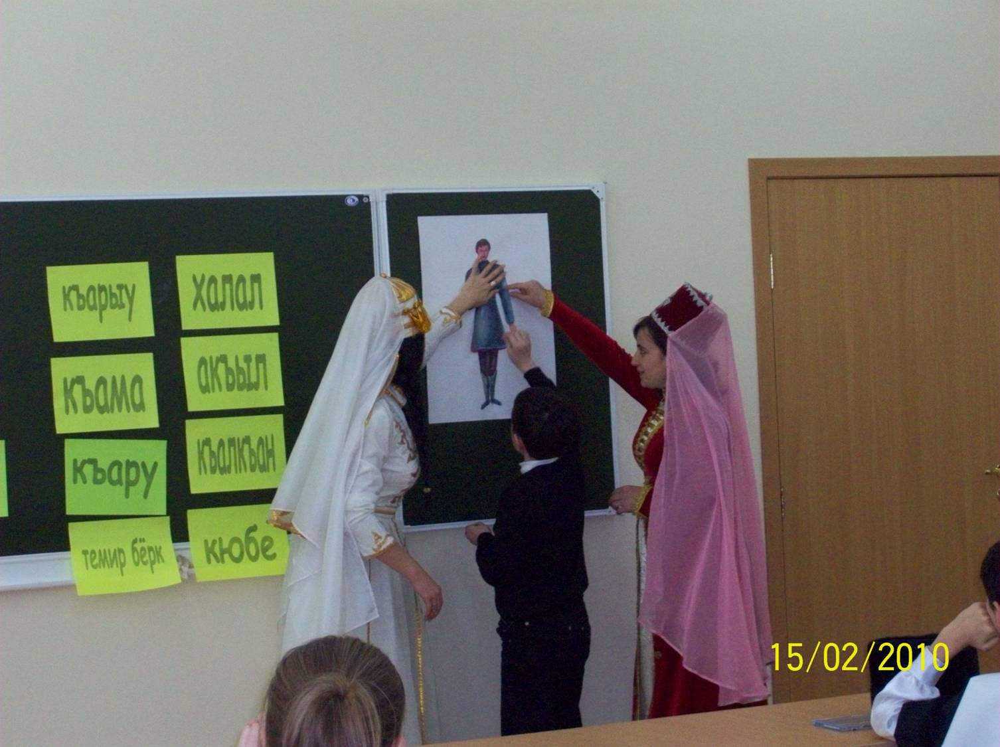 къарыу
халал
къама
акъыл
къару
къалкъан
темир бёрк
кюбе
15/02/2010